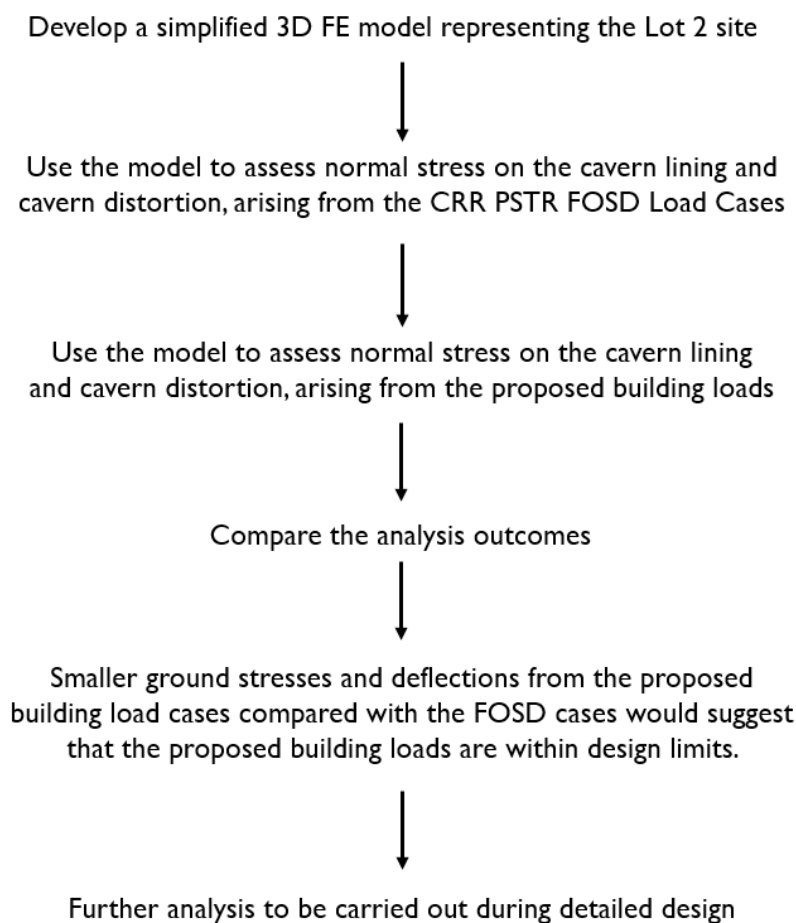 Develop a simplified 3D FE model representing the Lot 2 site
Use the model to assess normal stress on the cavern lining and
cavern distortion, arising from the CRR PSTR FOSD Load Cases
Use the model to assess normal stress on the cavern lining
and cavern distortion, arising from the proposed building loads
Compare the analysis outcomes
Smaller ground stresses and deflections from the proposed
building load cases compared with the FOSD cases would suggest
that the proposed building loads are within design limits.
Further analysis to be carried out during detailed design